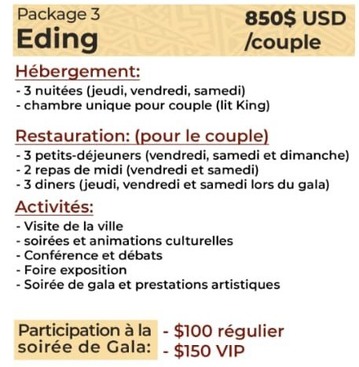 Package 3
850$ USD
Eding
/couple
Hébergement:
- 3 nuitées (jeudi, vendredi, samedi)
- chambre unique pour couple (lit King)
Restauration: (pour le couple)
- 3 petits-déjeuners (vendredi, samedi et dimanche)
- 2 repas de midi (vendredi et samedi)
- 3 diners (jeudi, vendredi et samedi lors du gala)
Activités:
- Visite de la ville
- soirées et animations culturelles
- Conférence et débats
- Foire exposition
- Soirée de gala et prestations artistiques
Participation à la - $100 régulier
soirée de Gala: - $150 VIP